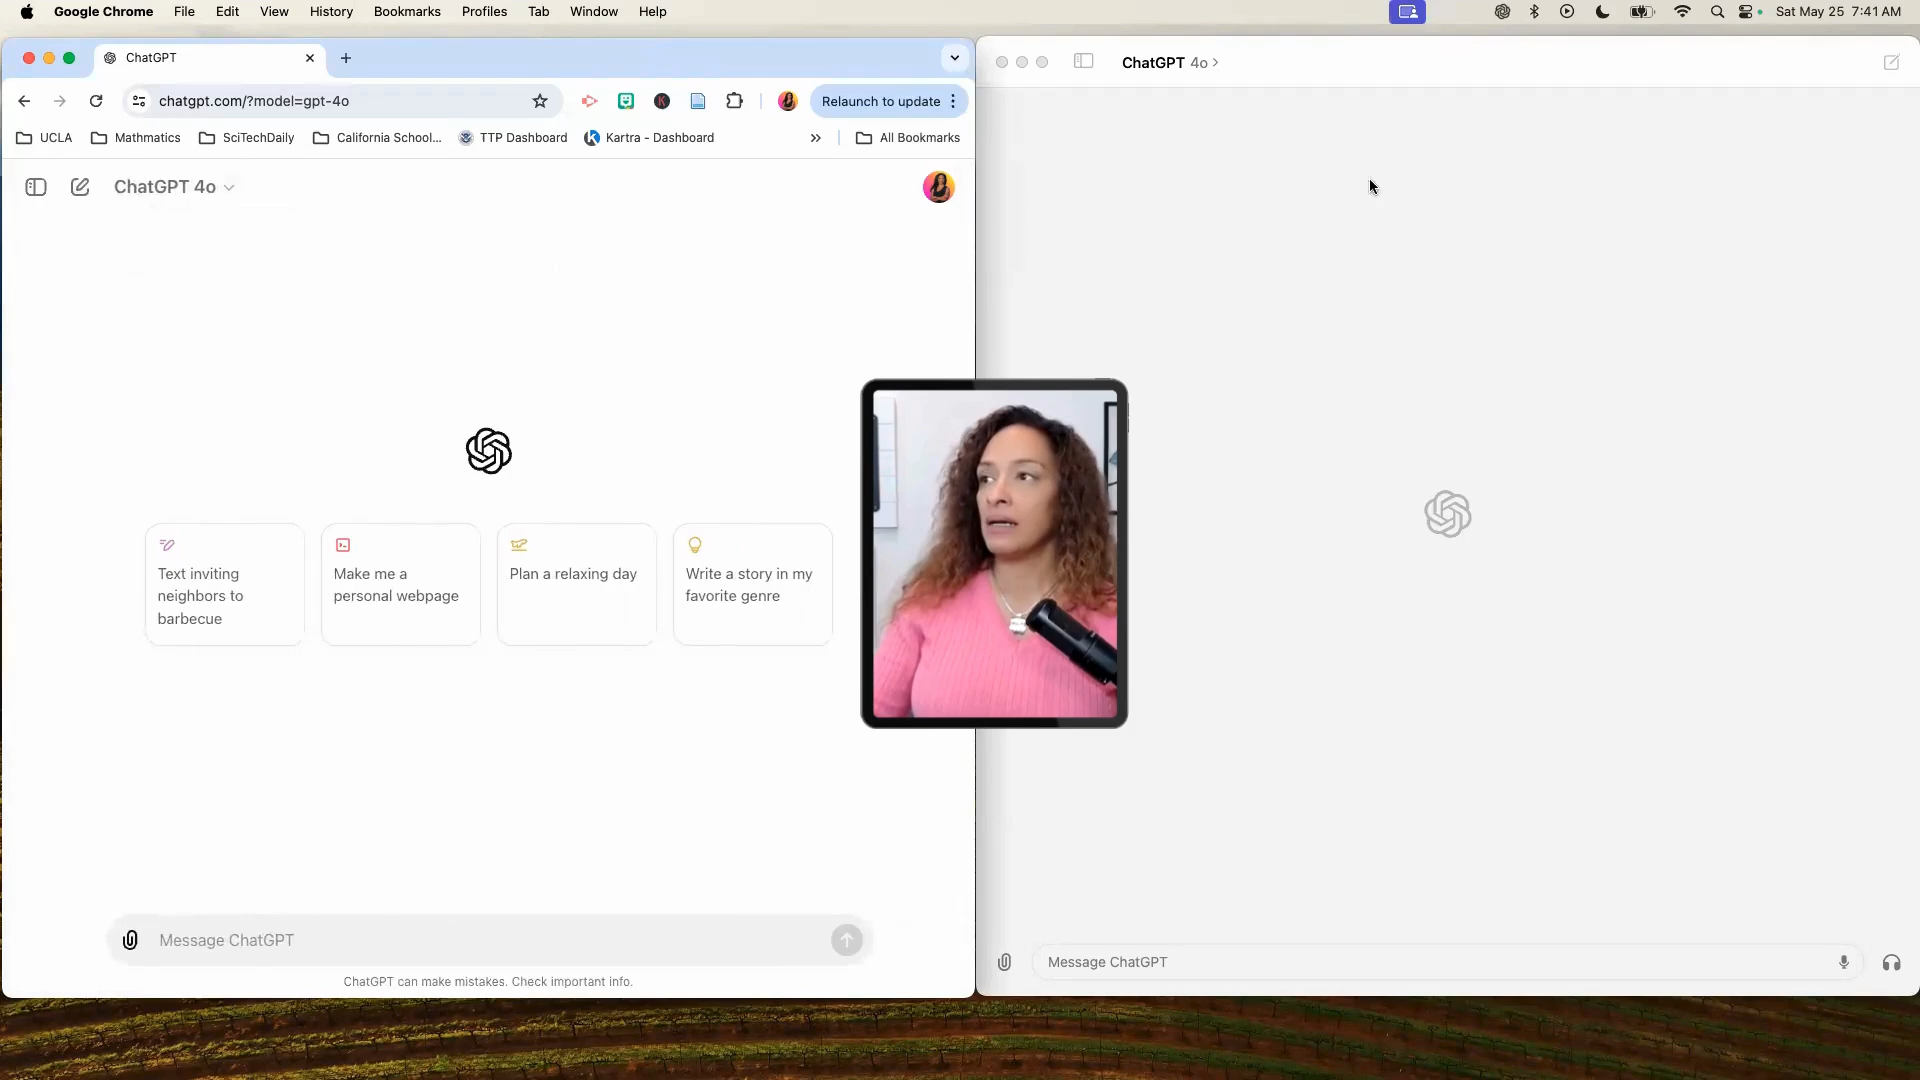 Google Chrome File Edit View History Bookmarks Profiles Tab Window Help Sat May 25 7:41 AM
ChatGPT
chatgpt.com/?model=gpt-4o Relaunch to update
UCLA Mathmatics SciTechDaily California School... TTP Dashboard Kartra - Dashboard » All Bookmarks
ChatGPT 4o
Text inviting
neighbors to
barbecue
Make me a
personal webpage
Plan a relaxing day
Write a story in my
favorite genre
Message ChatGPT
ChatGPT can make mistakes. Check important info.
ChatGPT 4o >
Message ChatGPT